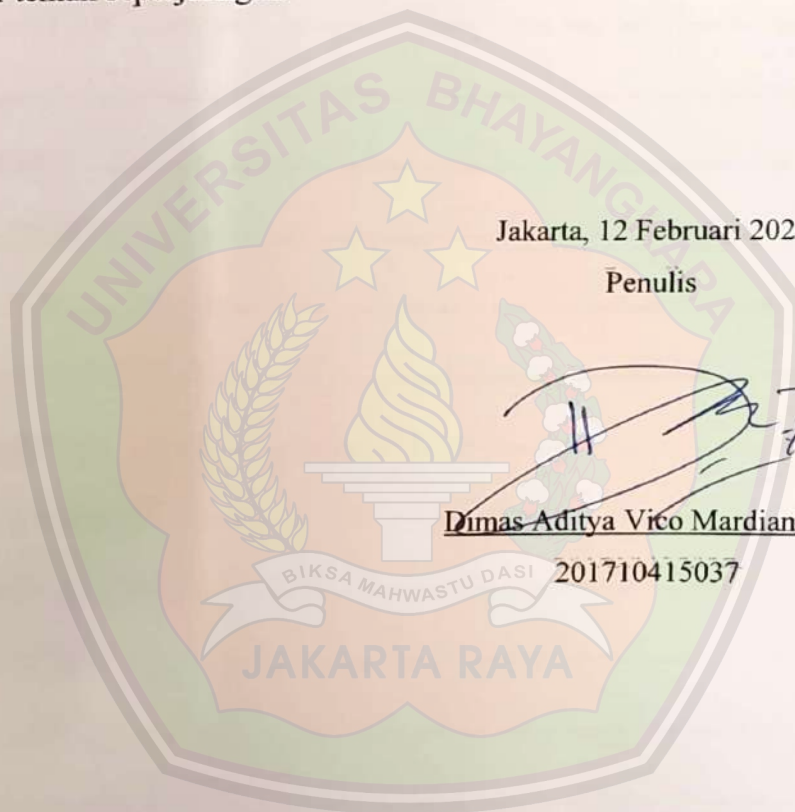 UNIVERSITAS BHAYANGKARA
Jakarta, 12 Februari 202
Penulis
Dimas Aditya Vico Mardian
201710415037
BIKSA MAHWASTU DASI
JAKARTA RAYA